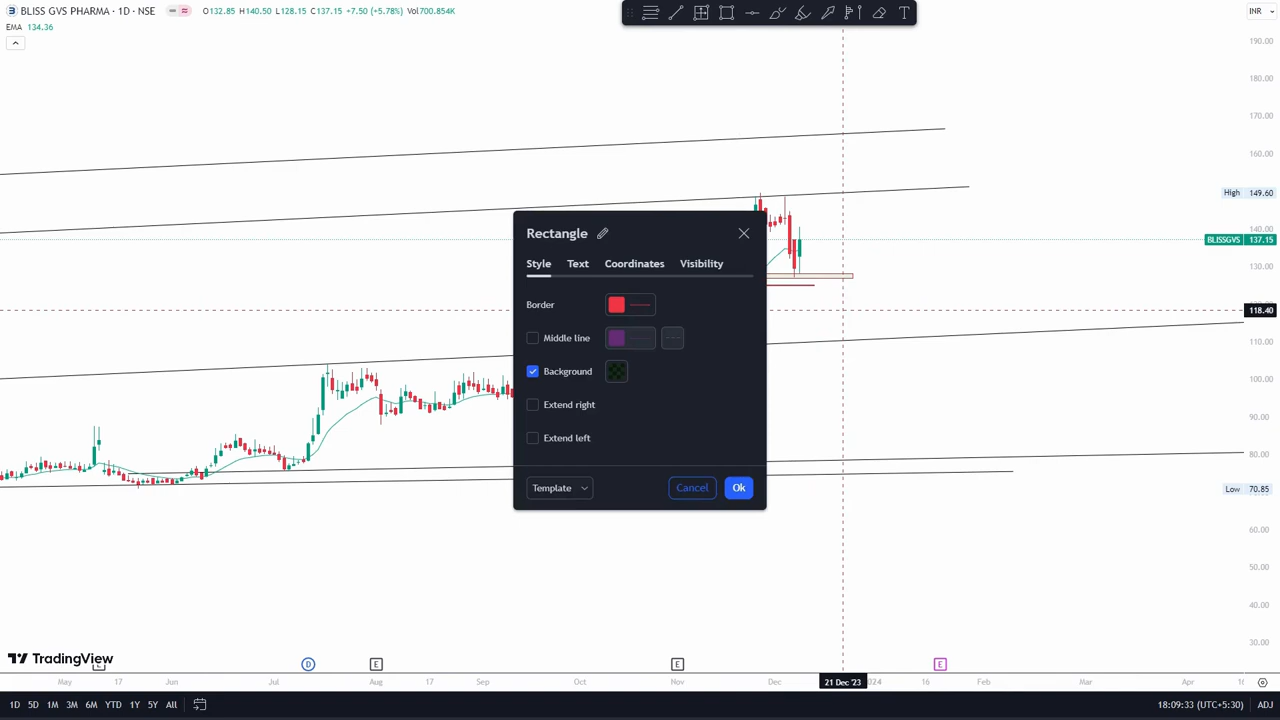 BLISS GVS PHARMA · 1D · NSE O132.85 H140.50 L128.15 C137.15 +7.50 (+5.78%) Vol700.854K
INR
EMA 134.36
190.00
180.00
170.00
160.00
High 149.60
140.00
BLISSGVS 137.15
130.00
118.40
110.00
100.00
90.00
80.00
Low 70.85
60.00
50.00
40.00
30.00
Rectangle
Style Text Coordinates Visibility
Border
Middle line
Background
Extend right
Extend left
Template Cancel Ok
TradingView
D E E E
May 17 Jun Jul Aug 17 Sep Oct Nov Dec 21 Dec '23 2024 16 Feb Mar Apr
1D 5D 1M 3M 6M YTD 1Y 5Y All 18:09:33 (UTC+5:30) ADJ